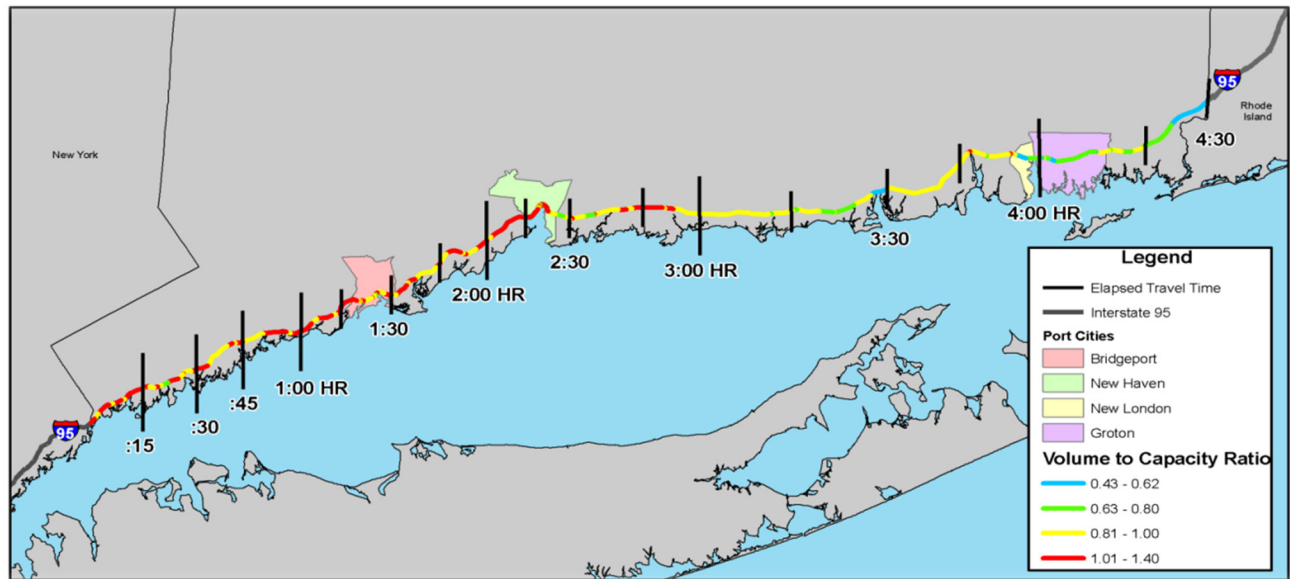 New York
95
Rhode
Island
4:30
4:00 HR
3:30
3:00 HR
2:30
2:00 HR
1:30
1:00 HR
:45
:30
:15
95
Legend
Elapsed Travel Time
Interstate 95
Port Cities
Bridgeport
New Haven
New London
Groton
Volume to Capacity Ratio
0.43 - 0.62
0.63 - 0.80
0.81 - 1.00
1.01 - 1.40